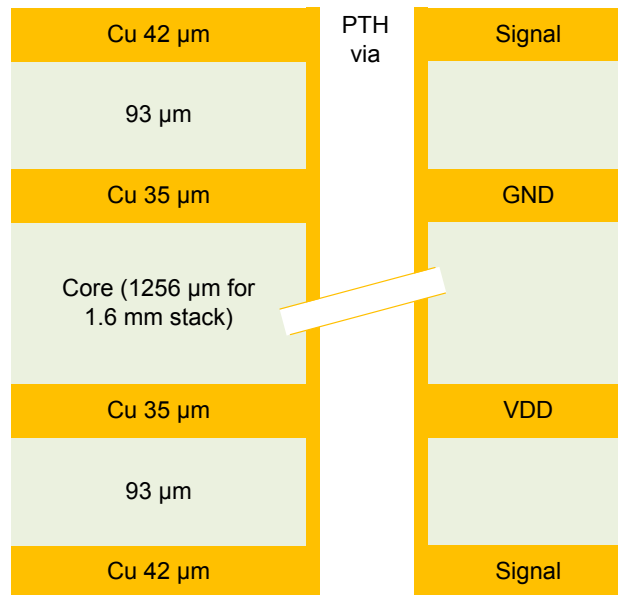 Cu 42 µm
PTH
via
Signal
93 µm
Cu 35 µm
GND
Core (1256 µm for
1.6 mm stack)
Cu 35 µm
VDD
93 µm
Cu 42 µm
Signal